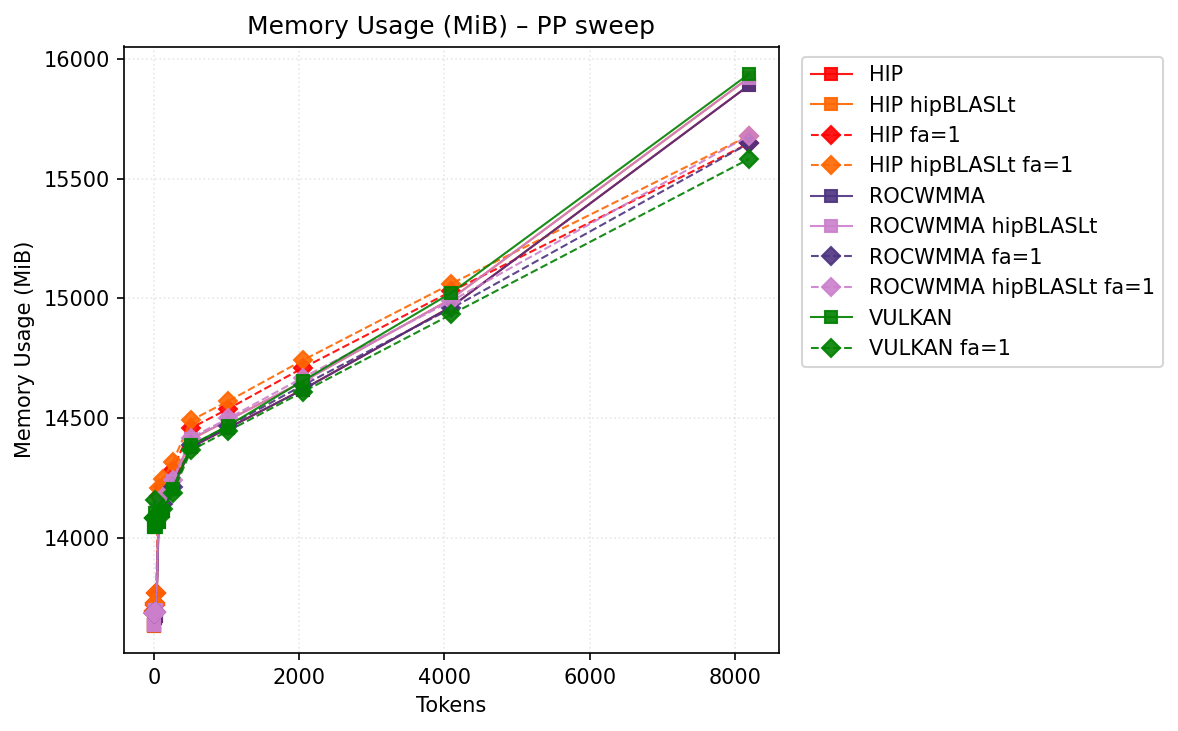 Memory Usage (MiB) – PP sweep
16000
15500
15000
14500
14000
Memory Usage (MiB)
0 2000 4000 6000 8000
Tokens
HIP
HIP hipBLASLt
HIP fa=1
HIP hipBLASLt fa=1
ROCWMMA
ROCWMMA hipBLASLt
ROCWMMA fa=1
ROCWMMA hipBLASLt fa=1
VULKAN
VULKAN fa=1